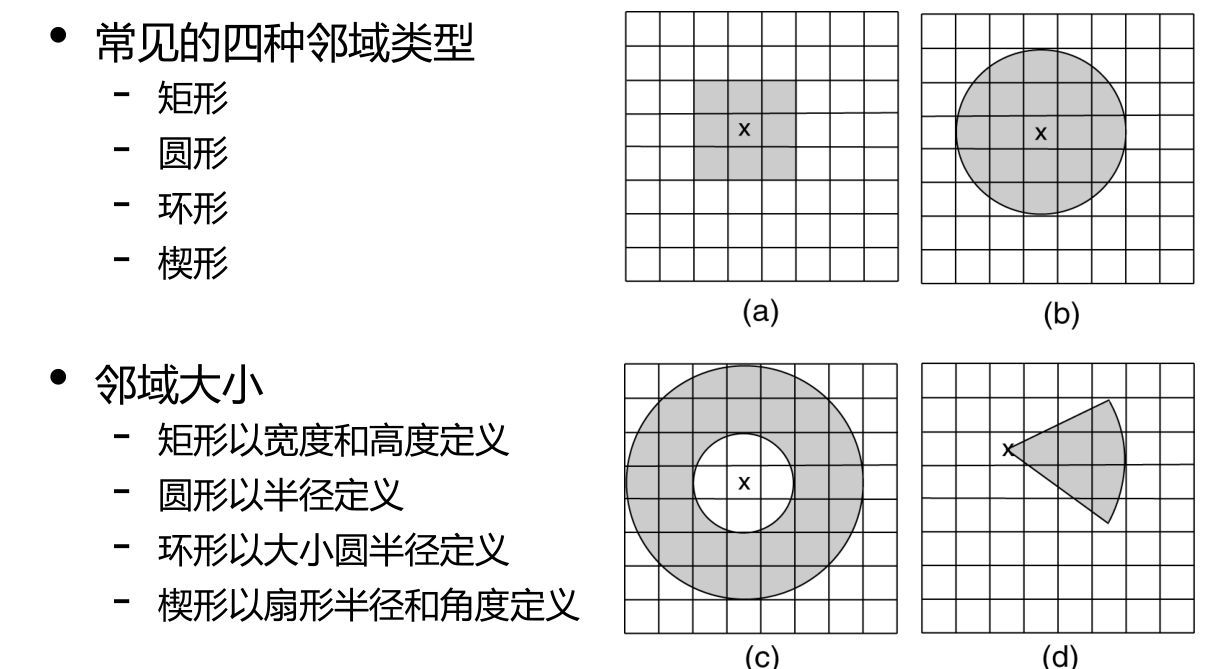 • 常见的四种邻域类型
– 矩形
– 圆形
– 环形
– 楔形
• 邻域大小
– 矩形以宽度和高度定义
– 圆形以半径定义
– 环形以大小圆半径定义
– 楔形以扇形半径和角度定义
x
(a)
x
(b)
x
(c)
x
(d)